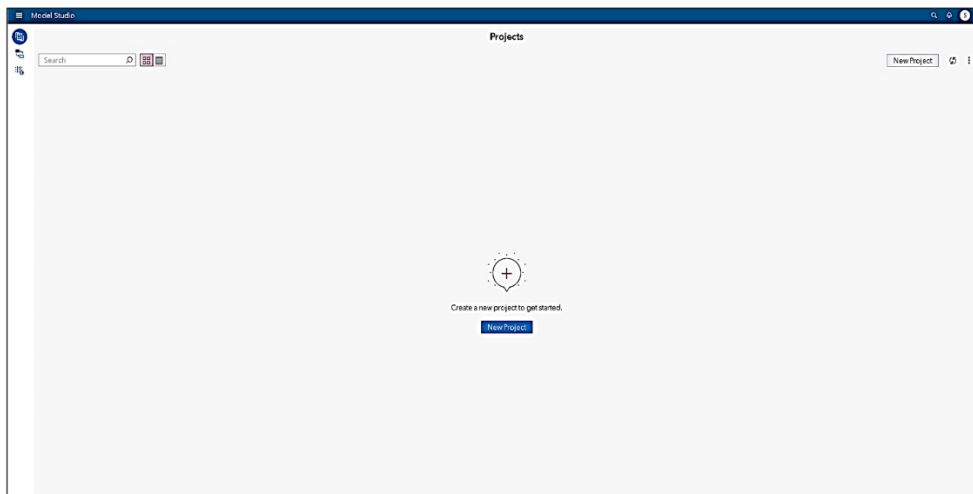 Model Studio
S
Projects
Search
New Project
Create a new project to get started.
New Project